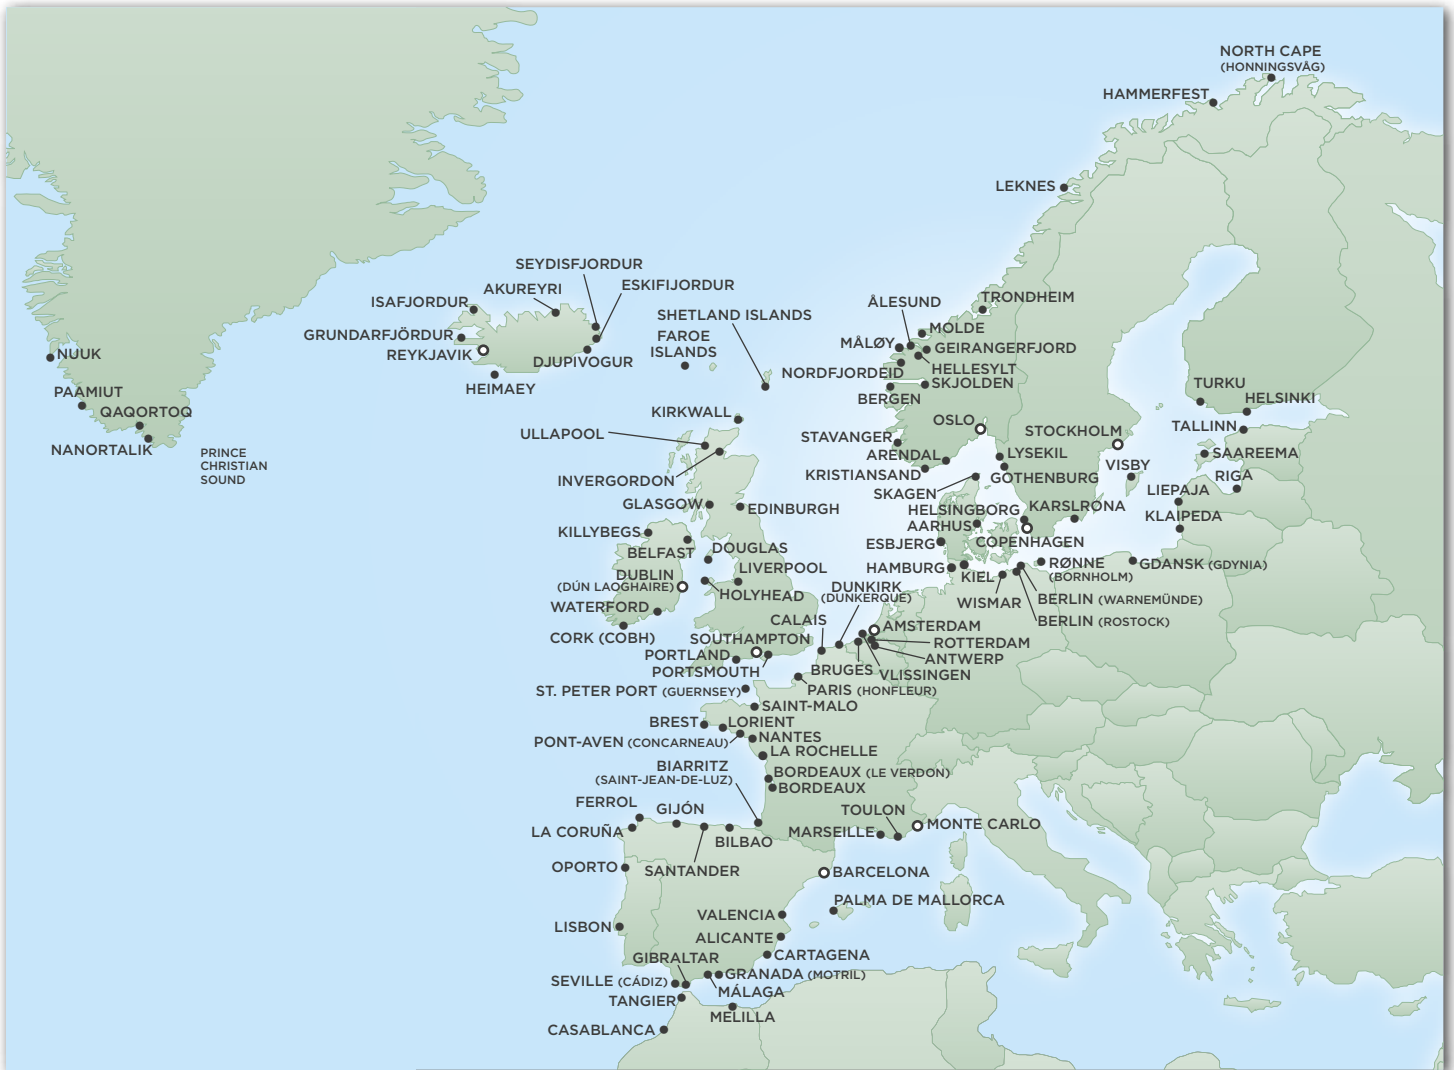 NORTH CAPE
(HONNINGSVÅG)
HAMMERFEST
LEKNES
SEYDISFJORDUR
ESKIFIJORDUR
AKUREYRI
ISAFJORDUR
GRUNDARFJÖRDUR
REYKJAVIK
DJUPIVOGUR
HEIMAEY
SHETLAND ISLANDS
FAROE
ISLANDS
NUUK
PAAMIUT
QAQORTOQ
NANORTALIK
PRINCE
CHRISTIAN
SOUND
TRONDHEIM
ÅLESUND
MOLDE
MÅLØY
GEIRANGERFJORD
HELLESYLT
NORDFJORDEID
SKJOLDEN
BERGEN
OSLO
STAVANGER
ARENDAL
KRISTIANSAND
SKAGEN
STOCKHOLM
LYSEKIL
GOTHENBURG
VISBY
TURKU
HELSINKI
TALLINN
SAAREEMA
RIGA
LIEPAJA
KLAIPEDA
HELSINGBORG
KARSLRONA
AARHUS
COPENHAGEN
ESBJERG
HAMBURG
KIEL
RØNNE
(BORNHOLM)
GDANSK (GDYNIA)
WISMAR
BERLIN (WARNEMÜNDE)
BERLIN (ROSTOCK)
KIRKWALL
ULLAPOOL
INVERGORDON
GLASGOW
EDINBURGH
KILLYBEGS
BELFAST
DOUGLAS
LIVERPOOL
DUBLIN
(DÚN LAOGHAIRE)
HOLYHEAD
WATERFORD
CORK (COBH)
SOUTHAMPTON
PORTLAND
PORTSMOUTH
DUNKIRK
(DUNKERQUE)
CALAIS
AMSTERDAM
ROTTERDAM
ANTWERP
BRUGES
VLISSINGEN
PARIS (HONFLEUR)
ST. PETER PORT (GUERNSEY)
SAINT-MALO
BREST
LORIENT
PONT-AVEN (CONCARNEAU)
NANTES
LA ROCHELLE
BIARRITZ
(SAINT-JEAN-DE-LUZ)
BORDEAUX (LE VERDON)
BORDEAUX
FERROL
GIJÓN
LA CORUÑA
BILBAO
SANTANDER
TOULON
MARSEILLE
MONTE CARLO
OPORTO
BARCELONA
PALMA DE MALLORCA
LISBON
VALENCIA
ALICANTE
CARTAGENA
GIBRALTAR
GRANADA (MOTRIL)
SEVILLE (CÁDIZ)
MÁLAGA
TANGIER
MELILLA
CASABLANCA